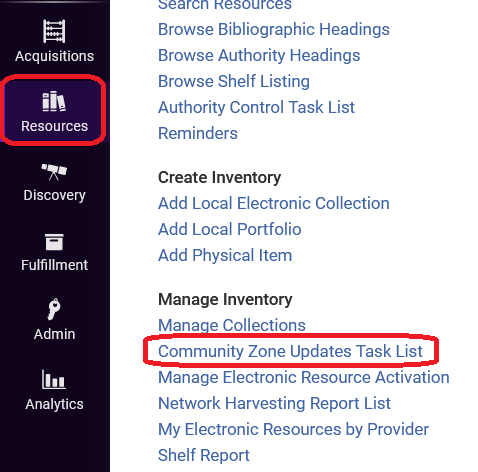 Acquisitions
Resources
Discovery
Fulfillment
Admin
Analytics
Search Resources
Browse Bibliographic Headings
Browse Authority Headings
Browse Shelf Listing
Authority Control Task List
Reminders
Create Inventory
Add Local Electronic Collection
Add Local Portfolio
Add Physical Item
Manage Inventory
Manage Collections
Community Zone Updates Task List
Manage Electronic Resource Activation
Network Harvesting Report List
My Electronic Resources by Provider
Shelf Report